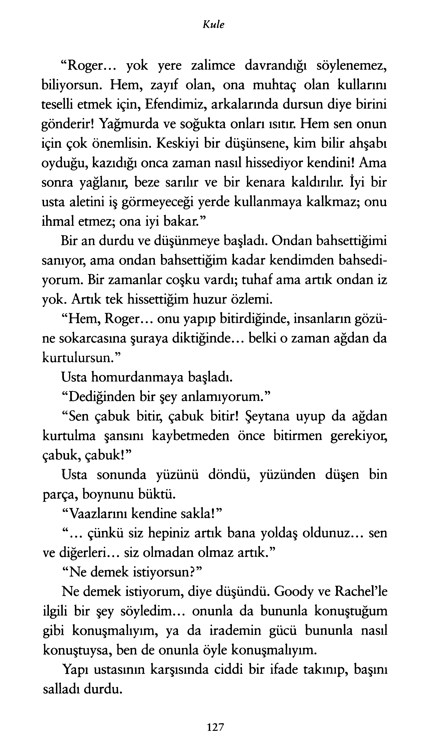 Kule
“Roger... yok yere zalimce davrandığı söylenemez,
biliyorsun. Hem, zayıf olan, ona muhtaç olan kullarını
teselli etmek için, Efendimiz, arkalarında dursun diye birini
gönderir! Yağmurda ve soğukta onları ısıtır. Hem sen onun
için çok önemlisin. Keskiyi bir düşünsene, kim bilir ahşabı
oyduğu, kazıdığı onca zaman nasıl hissediyor kendini! Ama
sonra yağlanır, beze sarılır ve bir kenara kaldırılır. İyi bir
usta aletini iş görmeyeceği yerde kullanmaya kalkmaz; onu
ihmal etmez; ona iyi bakar.”
Bir an durdu ve düşünmeye başladı. Ondan bahsettiğimi
sanıyor, ama ondan bahsettiğim kadar kendimden bahsedi-
yorum. Bir zamanlar coşku vardı; tuhaf ama artık ondan iz
yok. Artık tek hissettiğim huzur özlemi.
“Hem, Roger... onu yapıp bitirdiğinde, insanların gözü-
ne sokarcasına şuraya diktiğinde... belki o zaman ağdan da
kurtulursun.”
Usta homurdanmaya başladı.
“Dediğinden bir şey anlamıyorum.”
“Sen çabuk bitir, çabuk bitir! Şeytana uyup da ağdan
kurtulma şansını kaybetmeden önce bitirmen gerekiyor,
çabuk, çabuk!”
Usta sonunda yüzünü döndü, yüzünden düşen bin
parça, boynunu büktü.
“Vaazlarını kendine sakla!”
“... çünkü siz hepiniz artık bana yoldaş oldunuz... sen
ve diğerleri... siz olmadan olmaz artık.”
“Ne demek istiyorsun?”
Ne demek istiyorum, diye düşündü. Goody ve Rachel’le
ilgili bir şey söyledim... onunla da bununla konuştuğum
gibi konuşmalıyım, ya da irademin gücü bununla nasıl
konuştuysa, ben de onunla öyle konuşmalıyım.
Yapı ustasının karşısında ciddi bir ifade takınıp, başını
salladı durdu.
127